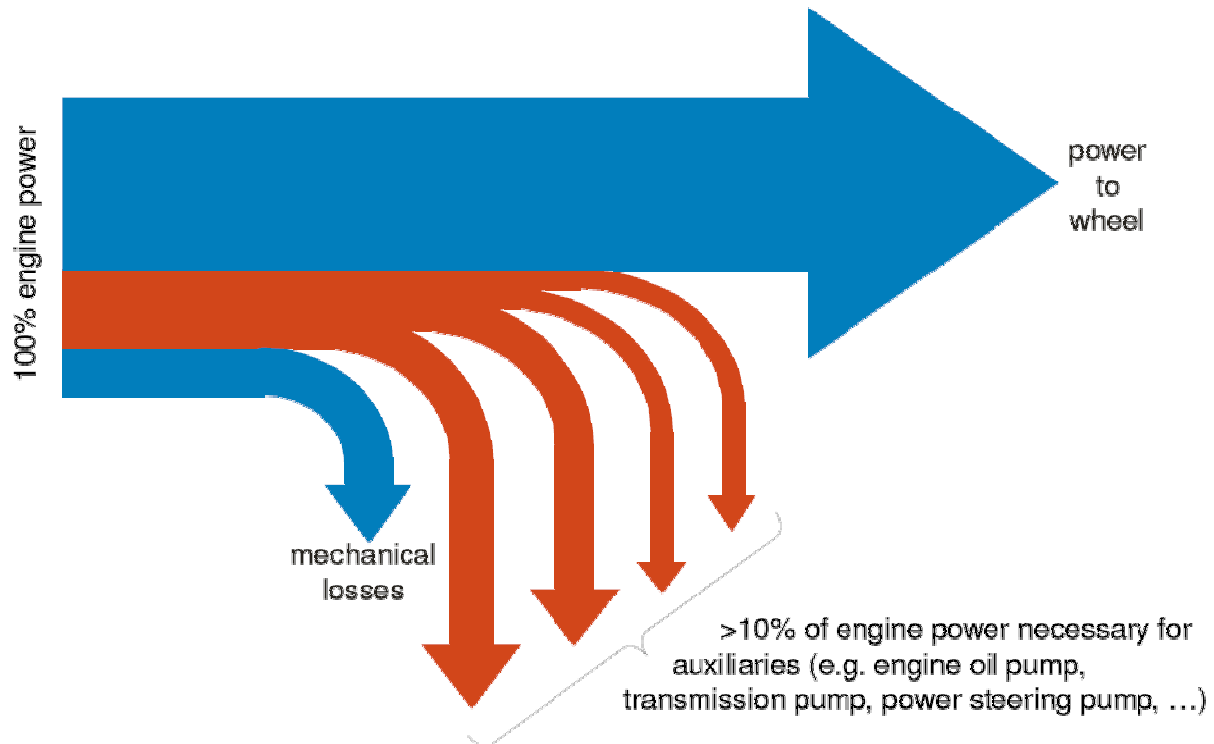 100% engine power
power
to
wheel
mechanical
losses
>10% of engine power necessary for
auxiliaries (e.g. engine oil pump,
transmission pump, power steering pump, …)